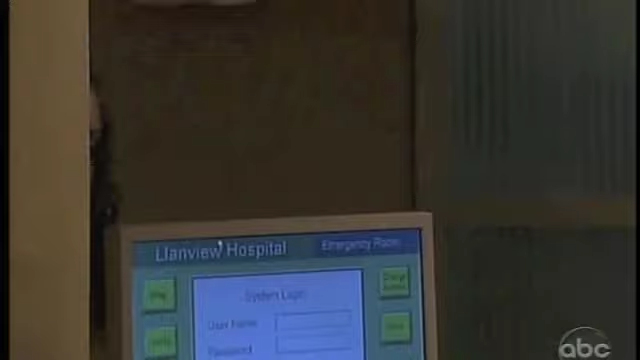 Llanview Hospital Emergency Room
System Login
User Name
Password
abc